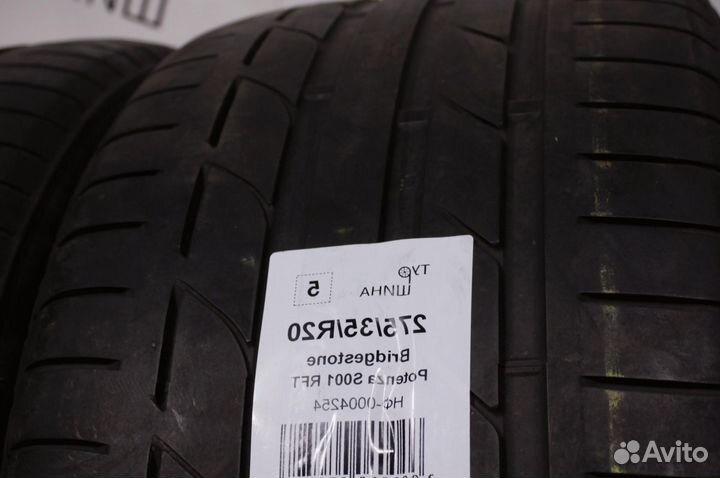 ТУР
ШИНА
5
275/35/R20
Bridgestone
Potenza S001 RFT
НФ-0004254
Avito